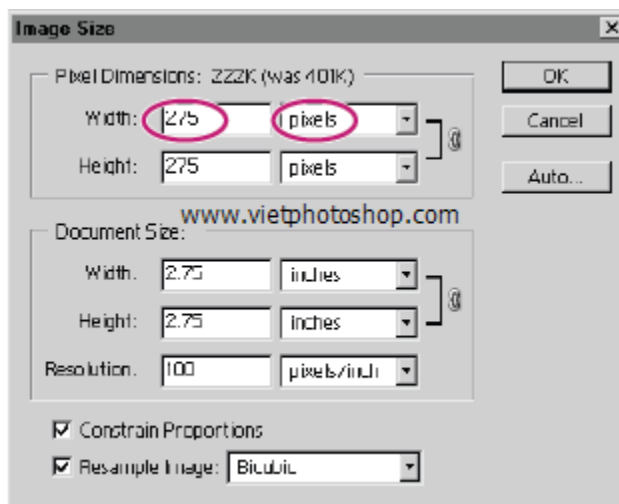 Image Size
Pixel Dimensions: 222K (was 401K)
OK
Width: 275 pixels
Cancel
Height: 275 pixels
Auto...
www.vietphotoshop.com
Document Size:
Width: 2.75 inches
Height: 2.75 inches
Resolution: 100 pixels/inch
Constrain Proportions
Resample Image: Bicubic